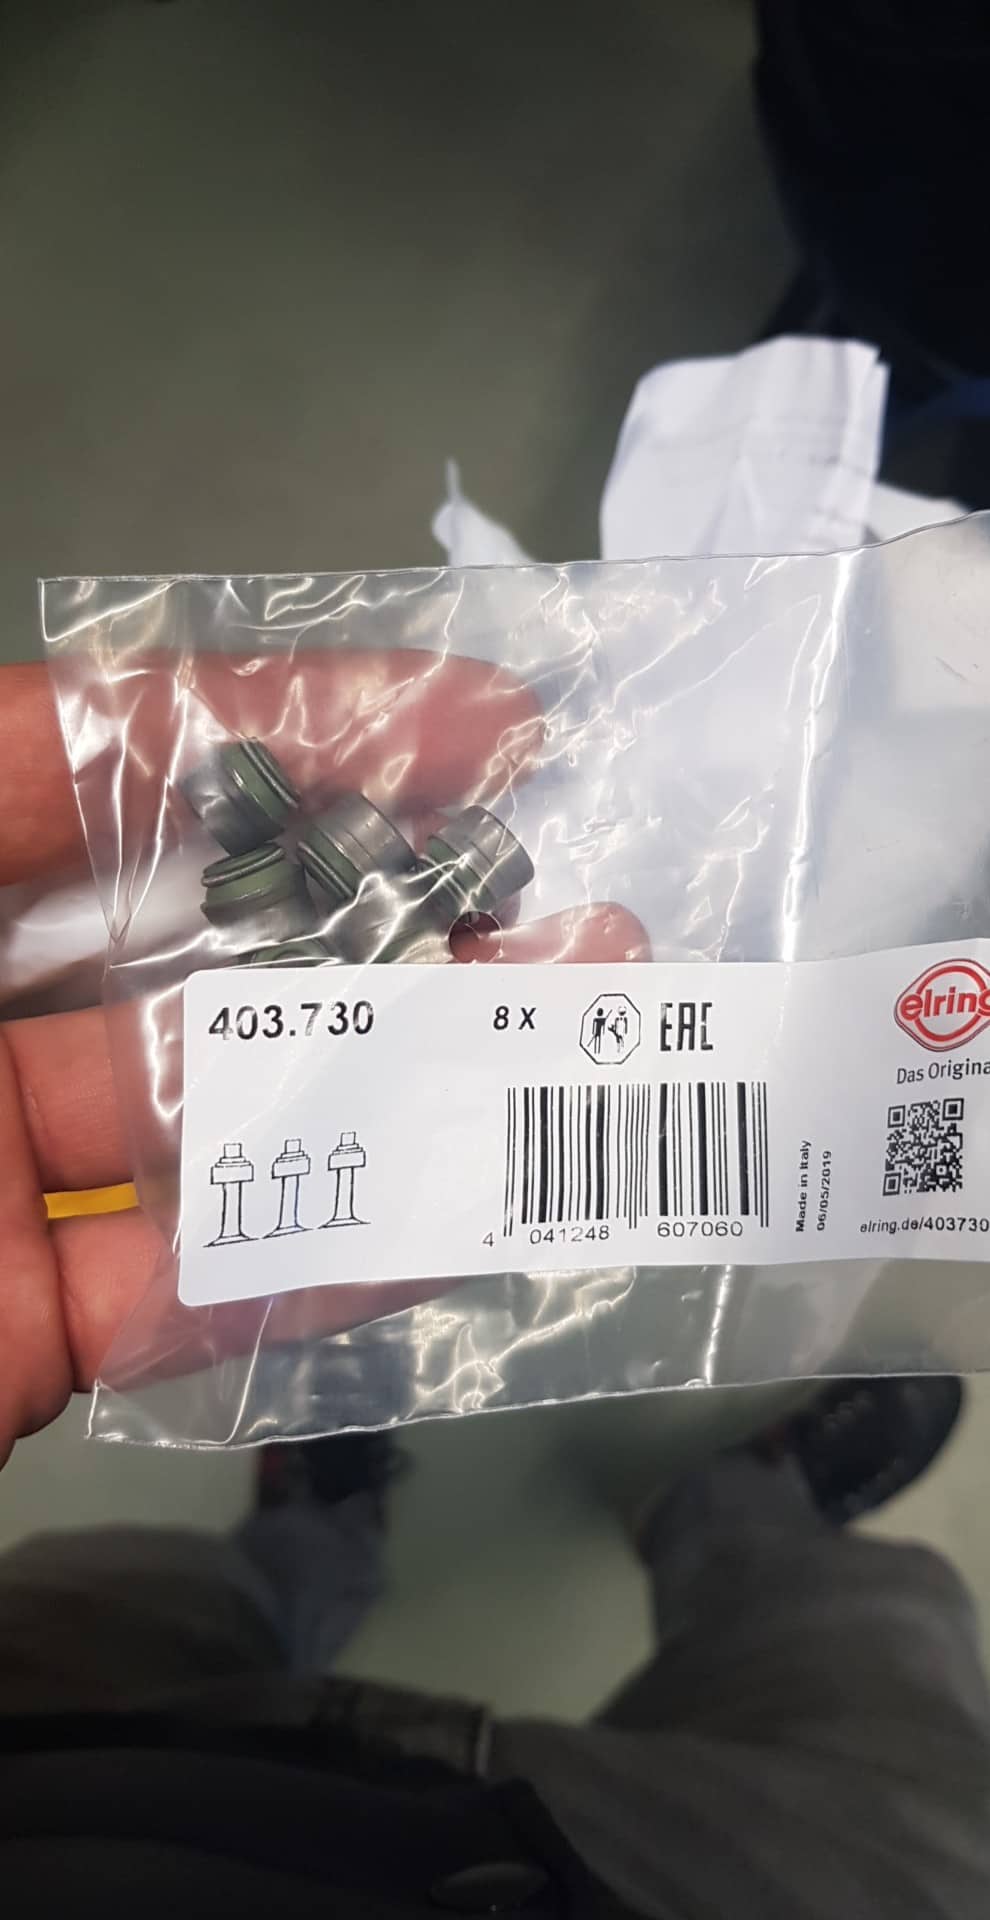 403.730
8 X
EAC
elring
Das Origina
4 041248 607060
Made in Italy
06/05/2019
elring.de/403730